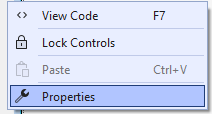 View Code F7
Lock Controls
Paste Ctrl+V
Properties